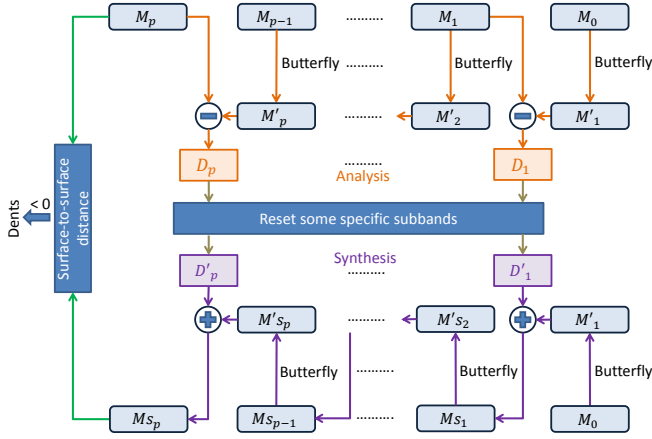 M_p M_{p−1} .......... M_1 M_0
Butterfly .......... Butterfly Butterfly
M'_p .......... M'_2 M'_1
D_p .......... D_1
Analysis
Dents < 0 Surface-to-surface distance
Reset some specific subbands
Synthesis
D'_p .......... D'_1
M's_p .......... M's_2 M'_1
Butterfly .......... Butterfly Butterfly
Ms_p Ms_{p−1} .......... Ms_1 M_0